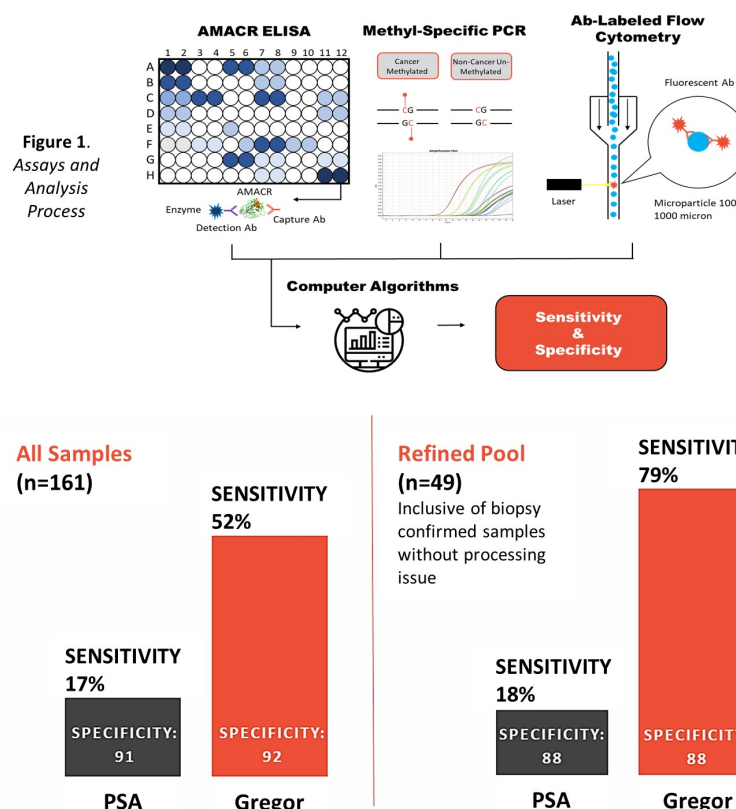 AMACR ELISA
Methyl-Specific PCR
Ab-Labeled Flow
Cytometry
1 2 3 4 5 6 7 8 9 10 11 12
A
B
C
D
E
F
G
H
Cancer
Methylated
Non-Cancer Un-
Methylated
CG
GC
CG
GC
Amplification Plot
Fluorescent Ab
Laser
Microparticle 100
1000 micron
Figure 1.
Assays and
Analysis
Process
AMACR
Enzyme
Capture Ab
Detection Ab
Computer Algorithms
Sensitivity
&
Specificity
All Samples
(n=161)
SENSITIVITY
52%
SENSITIVITY
17%
SPECIFICITY:
91
SPECIFICITY:
92
PSA
Gregor
Refined Pool
(n=49)
Inclusive of biopsy
confirmed samples
without processing
issue
SENSITIVIT
79%
SENSITIVITY
18%
SPECIFICITY:
88
SPECIFICIT
88
PSA
Gregor